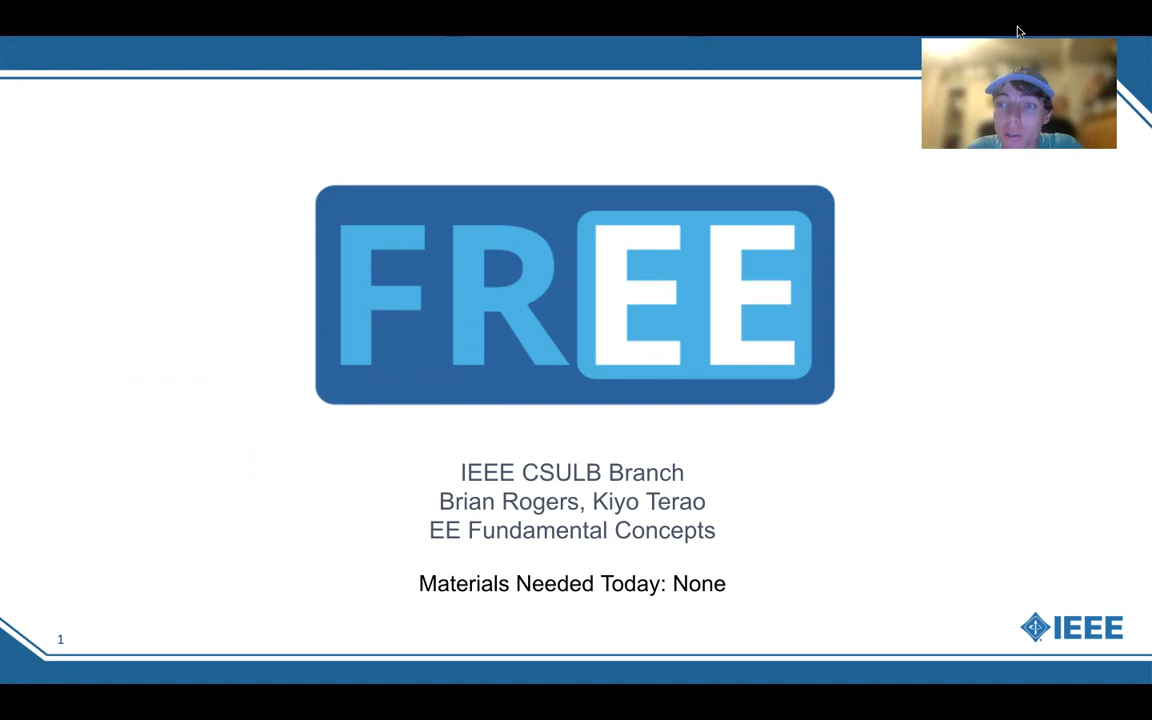 FREE
IEEE CSULB Branch
Brian Rogers, Kiyo Terao
EE Fundamental Concepts
Materials Needed Today: None
1
IEEE